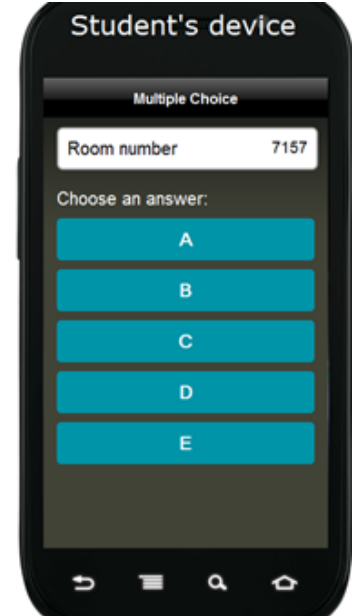 Student's device
Multiple Choice
Room number 7157
Choose an answer:
A
B
C
D
E